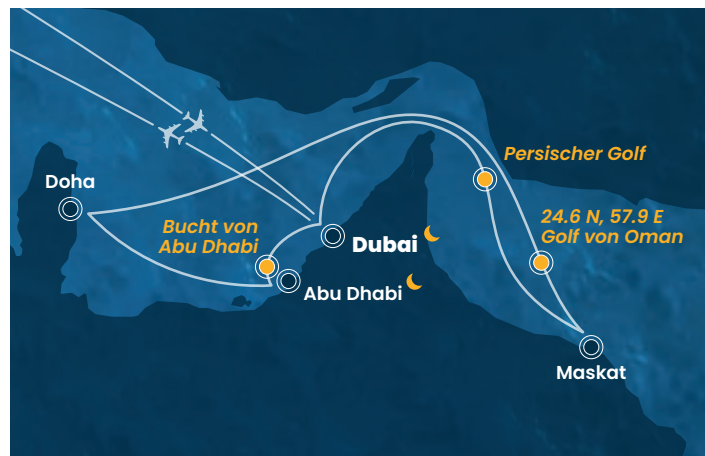 Persischer Golf
Doha
24.6 N, 57.9 E
Golf von Oman
Bucht von
Abu Dhabi
Dubai
Abu Dhabi
Maskat